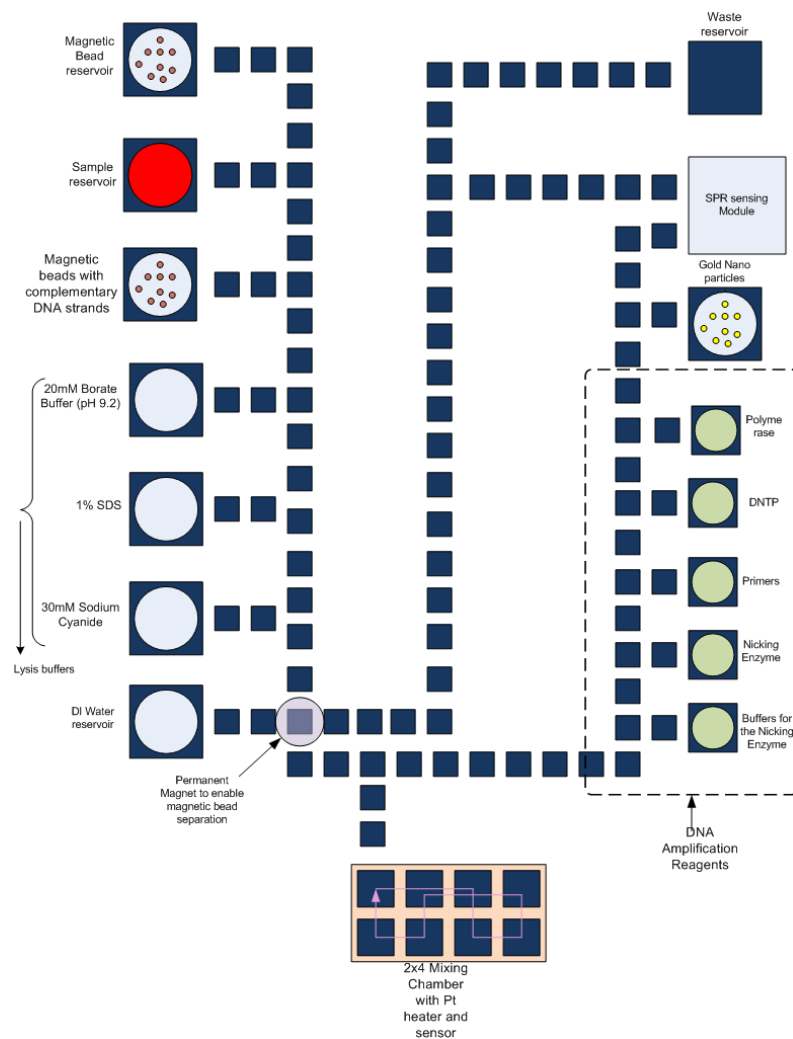 Magnetic
Bead
reservoir
Sample
reservoir
Magnetic
beads with
complementary
DNA strands
20mM Borate
Buffer (pH 9.2)
1% SDS
30mM Sodium
Cyanide
Lysis buffers
DI Water
reservoir
Permanent
Magnet to enable
magnetic bead
separation
2x4 Mixing
Chamber
with Pt
heater and
sensor
Waste
reservoir
SPR sensing
Module
Gold Nano
particles
Polyme
rase
DNTP
Primers
Nicking
Enzyme
Buffers for
the Nicking
Enzyme
DNA
Amplification
Reagents